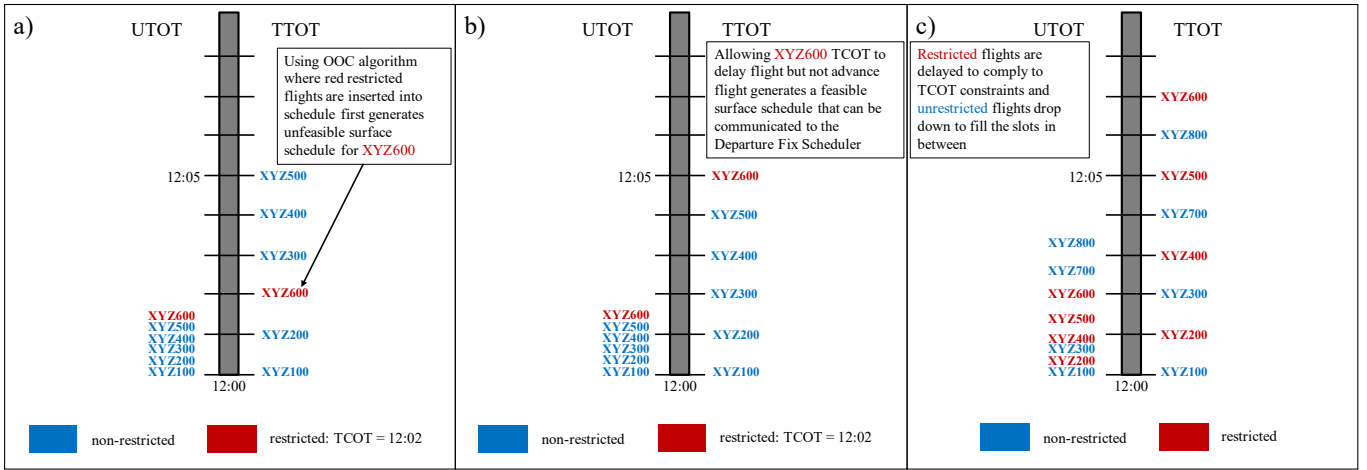 a)
UTOT
TTOT
Using OOC algorithm
where red restricted
flights are inserted into
schedule first generates
unfeasible surface
schedule for XYZ600
12:05
XYZ500
XYZ400
XYZ300
XYZ600
XYZ200
XYZ100
XYZ600
XYZ500
XYZ400
XYZ300
XYZ200
XYZ100
12:00
non-restricted
restricted: TCOT = 12:02
b)
UTOT
TTOT
Allowing XYZ600 TCOT to
delay flight but not advance
flight generates a feasible
surface schedule that can be
communicated to the
Departure Fix Scheduler
12:05
XYZ600
XYZ500
XYZ400
XYZ300
XYZ200
XYZ100
XYZ600
XYZ500
XYZ400
XYZ300
XYZ200
XYZ100
12:00
non-restricted
restricted: TCOT = 12:02
c)
UTOT
TTOT
Restricted flights are
delayed to comply to
TCOT constraints and
unrestricted flights drop
down to fill the slots in
between
12:05
XYZ600
XYZ800
XYZ500
XYZ700
XYZ400
XYZ300
XYZ200
XYZ100
XYZ800
XYZ700
XYZ600
XYZ500
XYZ400
XYZ300
XYZ200
XYZ100
12:00
non-restricted
restricted